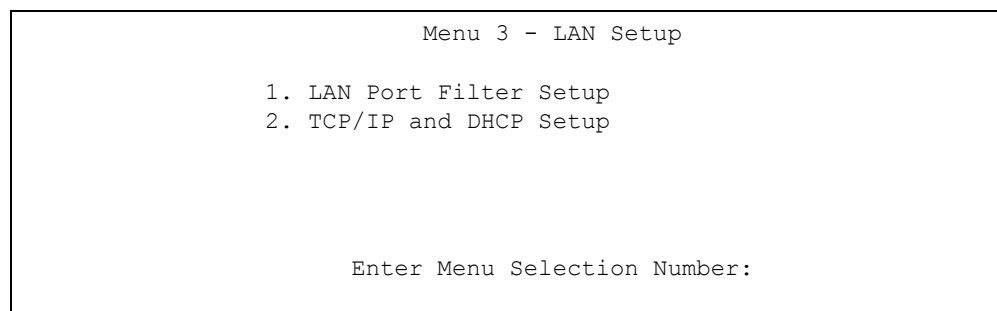 Menu 3 - LAN Setup
1. LAN Port Filter Setup
2. TCP/IP and DHCP Setup
Enter Menu Selection Number: